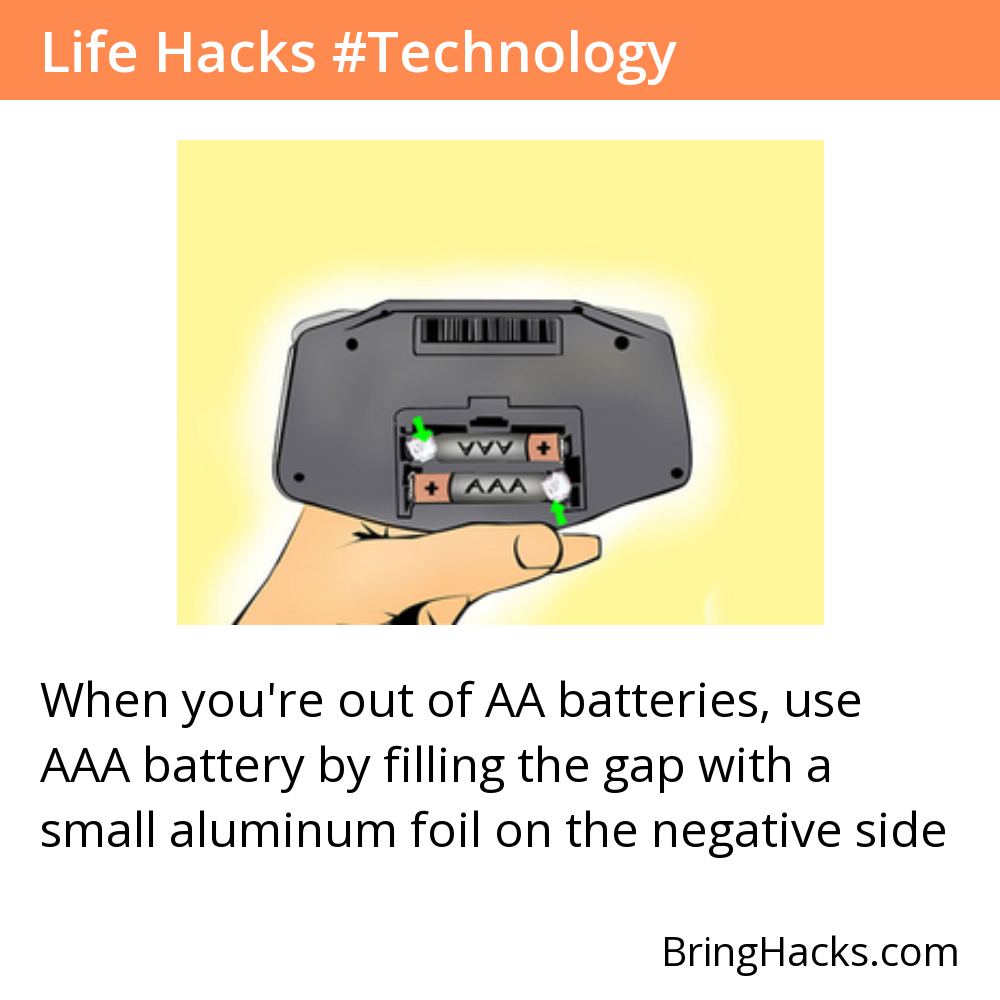 Life Hacks #Technology
AAA +
+ AAA
When you're out of AA batteries, use
AAA battery by filling the gap with a
small aluminum foil on the negative side
BringHacks.com